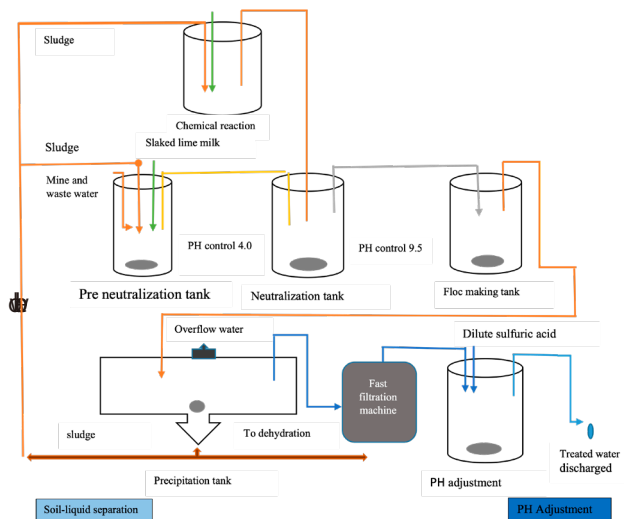 Sludge
Chemical reaction
Slaked lime milk
Sludge
Mine and
waste water
PH control 4.0
PH control 9.5
Pre neutralization tank
Neutralization tank
Floc making tank
Overflow water
Dilute sulfuric acid
Fast
filtration
machine
sludge
To dehydration
Treated water
discharged
Precipitation tank
PH adjustment
Soil-liquid separation
PH Adjustment